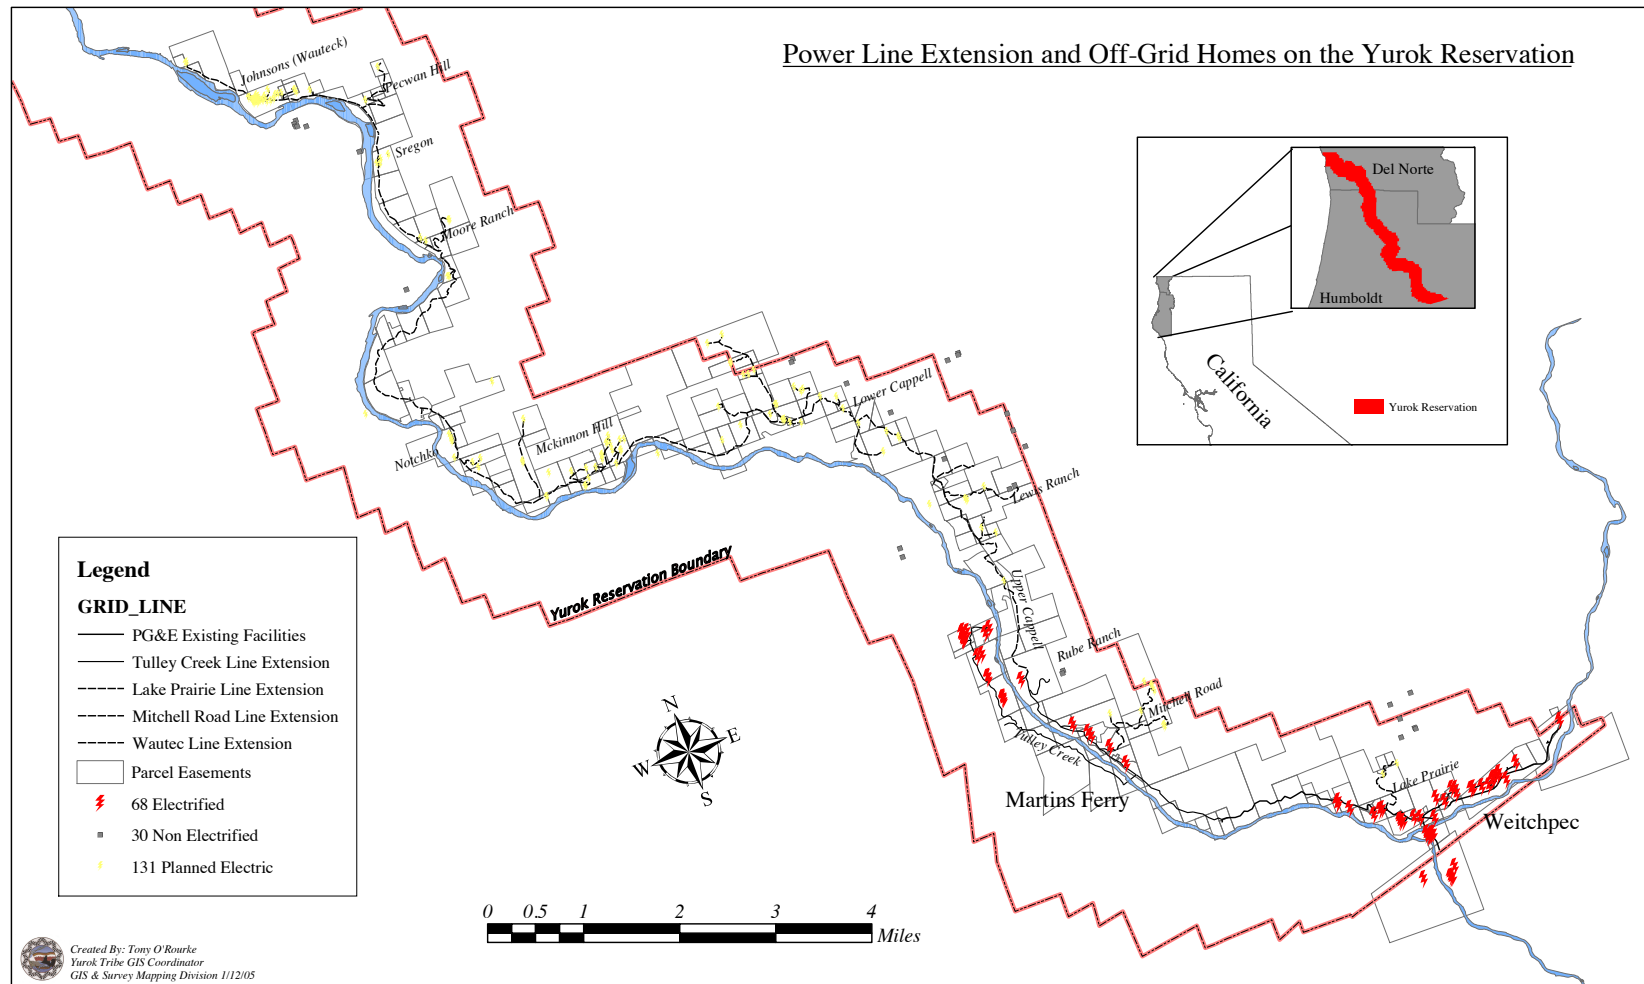 Power Line Extension and Off-Grid Homes on the Yurok Reservation
Johnsons (Wauteck)
Pecwan Hill
Sregon
Moore Ranch
Del Norte
Humboldt
California
Yurok Reservation
Lower Cappell
Mckinnon Hill
Notchko
Lewis Ranch
Yurok Reservation Boundary
Upper Cappell
Rube Ranch
Mitchell Road
Tulley Creek
Martins Ferry
Lake Prairie
Weitchpec
Legend
GRID_LINE
PG&E Existing Facilities
Tulley Creek Line Extension
Lake Prairie Line Extension
Mitchell Road Line Extension
Wautec Line Extension
Parcel Easements
68 Electrified
30 Non Electrified
131 Planned Electric
N
E
W
S
0 0.5 1 2 3 4
Miles
Created By: Tony O'Rourke
Yurok Tribe GIS Coordinator
GIS & Survey Mapping Division 1/12/05